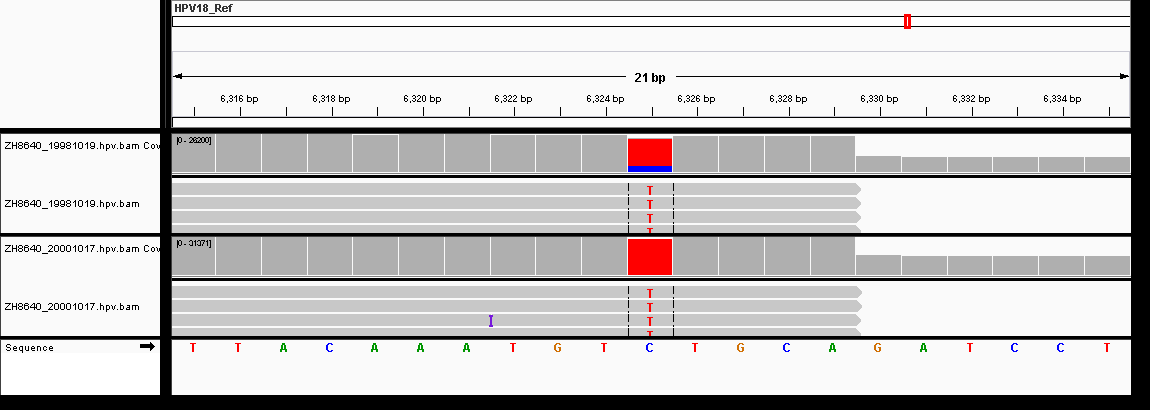 HPV18_Ref
21 bp
6,316 bp 6,318 bp 6,320 bp 6,322 bp 6,324 bp 6,326 bp 6,328 bp 6,330 bp 6,332 bp 6,334 bp
ZH8640_19981019.hpv.bam Cov
[0 - 26200]
ZH8640_19981019.hpv.bam
T
T
T
T
ZH8640_20001017.hpv.bam Cov
[0 - 31371]
ZH8640_20001017.hpv.bam
T
T
I T
T
Sequence T T A C A A A T G T C T G C A G A T C C T